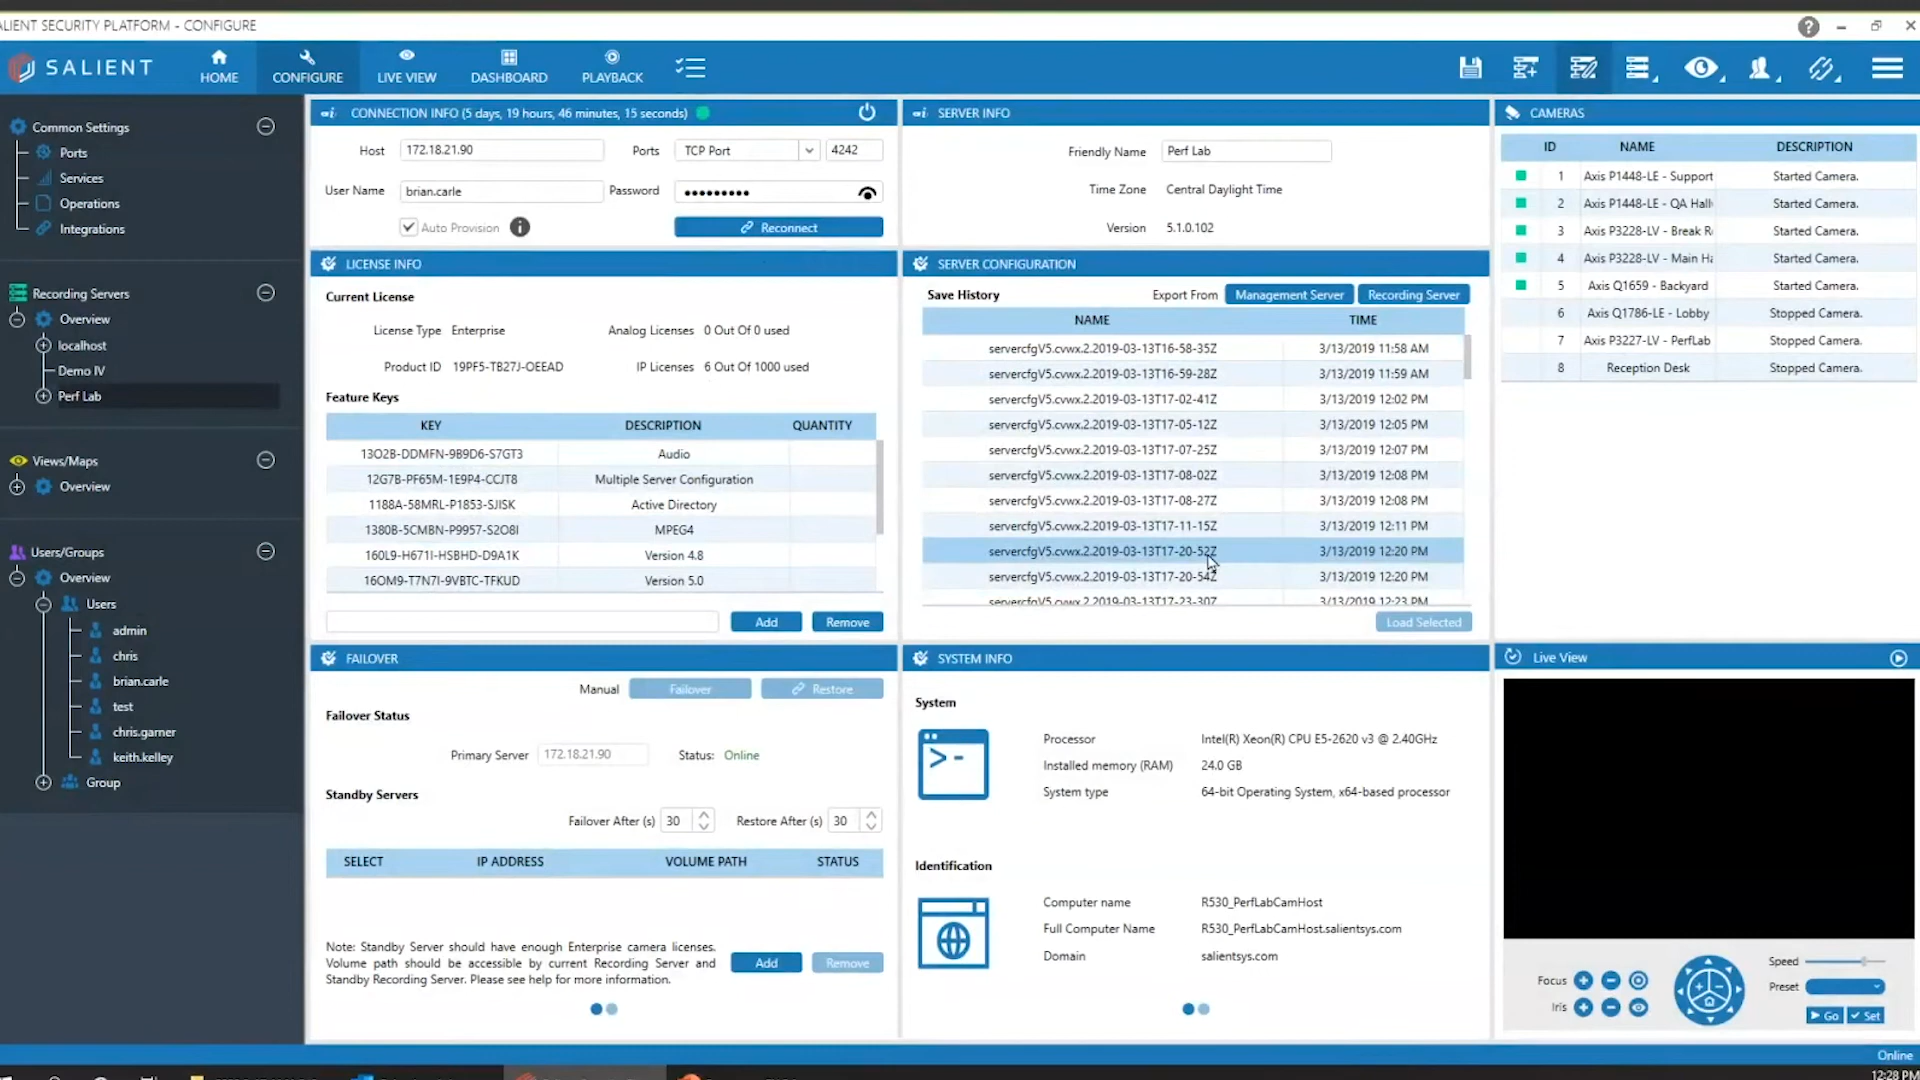 ALIENT SECURITY PLATFORM - CONFIGURE
SALIENT
HOME
CONFIGURE
LIVE VIEW
DASHBOARD
PLAYBACK
Common Settings
Ports
Services
Operations
Integrations
Recording Servers
Overview
localhost
Demo IV
Perf Lab
Views/Maps
Overview
Users/Groups
Overview
Users
admin
chris
brian.carle
test
chris.garner
keith.kelley
Group
CONNECTION INFO (5 days, 19 hours, 46 minutes, 15 seconds)
Host 172.18.21.90 Ports TCP Port 4242
User Name brian.carle Password
Auto Provision Reconnect
LICENSE INFO
Current License
License Type Enterprise Analog Licenses 0 Out Of 0 used
Product ID 19PF5-TB27J-OEEAD IP Licenses 6 Out Of 1000 used
Feature Keys
KEY DESCRIPTION QUANTITY
13O2B-DDMFN-9B9D6-S7GT3 Audio
12G7B-PF65M-1E9P4-CCJT8 Multiple Server Configuration
1188A-58MRL-P1853-SJISK Active Directory
1380B-5CMBN-P9957-S2O8I MPEG4
160L9-H671I-HSBHD-D9A1K Version 4.8
16OM9-T7N7I-9VBTC-TFKUD Version 5.0
Add Remove
FAILOVER
Manual Failover Restore
Failover Status
Primary Server 172.18.21.90 Status: Online
Standby Servers
Failover After (s) 30 Restore After (s) 30
SELECT IP ADDRESS VOLUME PATH STATUS
Note: Standby Server should have enough Enterprise camera licenses.
Volume path should be accessible by current Recording Server and
Standby Recording Server. Please see help for more information.
Add Remove
SERVER INFO
Friendly Name Perf Lab
Time Zone Central Daylight Time
Version 5.1.0.102
SERVER CONFIGURATION
Save History Export From Management Server Recording Server
NAME TIME
servercfgV5.cvwx.2.2019-03-13T16-58-35Z 3/13/2019 11:58 AM
servercfgV5.cvwx.2.2019-03-13T16-59-28Z 3/13/2019 11:59 AM
servercfgV5.cvwx.2.2019-03-13T17-02-41Z 3/13/2019 12:02 PM
servercfgV5.cvwx.2.2019-03-13T17-05-12Z 3/13/2019 12:05 PM
servercfgV5.cvwx.2.2019-03-13T17-07-25Z 3/13/2019 12:07 PM
servercfgV5.cvwx.2.2019-03-13T17-08-02Z 3/13/2019 12:08 PM
servercfgV5.cvwx.2.2019-03-13T17-08-27Z 3/13/2019 12:08 PM
servercfgV5.cvwx.2.2019-03-13T17-11-15Z 3/13/2019 12:11 PM
servercfgV5.cvwx.2.2019-03-13T17-20-52Z 3/13/2019 12:20 PM
servercfgV5.cvwx.2.2019-03-13T17-20-54Z 3/13/2019 12:20 PM
servercfgV5.cvwx.2.2019-03-13T17-23-30Z 3/13/2019 12:23 PM
Load Selected
SYSTEM INFO
System
Processor Intel(R) Xeon(R) CPU E5-2620 v3 @ 2.40GHz
Installed memory (RAM) 24.0 GB
System type 64-bit Operating System, x64-based processor
Identification
Computer name R530_PerfLabCamHost
Full Computer Name R530_PerfLabCamHost.salientsys.com
Domain salientsys.com
CAMERAS
ID NAME DESCRIPTION
1 Axis P1448-LE - Support Started Camera.
2 Axis P1448-LE - QA Hall Started Camera.
3 Axis P3228-LV - Break R Started Camera.
4 Axis P3228-LV - Main Ha Started Camera.
5 Axis Q1659 - Backyard Started Camera.
6 Axis Q1786-LE - Lobby Stopped Camera.
7 Axis P3227-LV - PerfLab Stopped Camera.
8 Reception Desk Stopped Camera.
Live View
Focus
Iris
Speed
Preset
Go Set
Online
12:28 PM